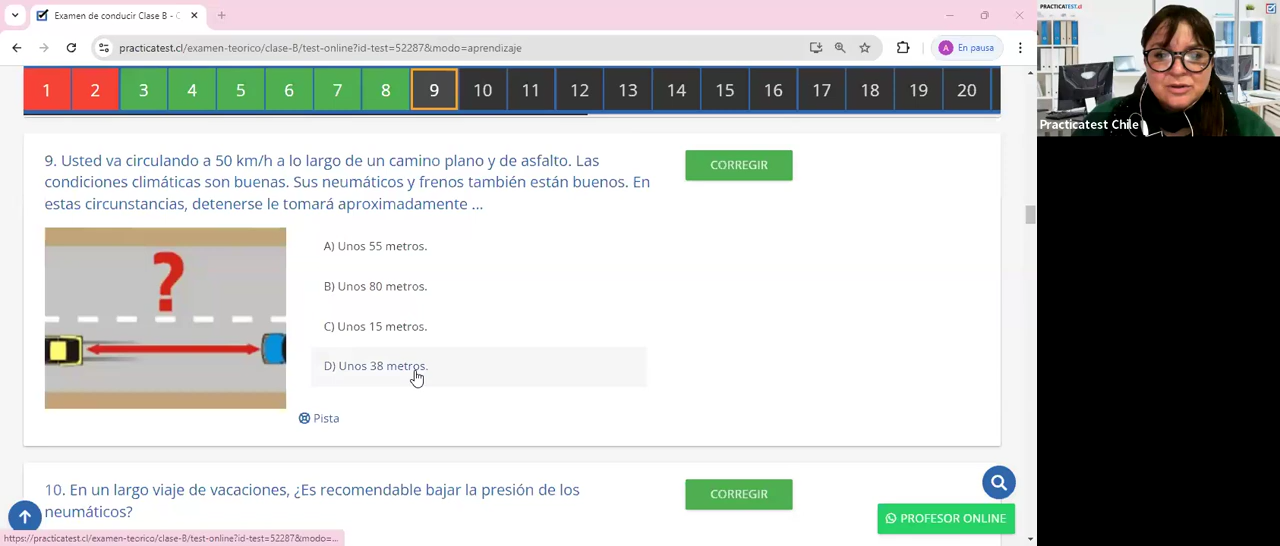 Examen de conducir Clase B - C
practicatest.cl/examen-teorico/clase-B/test-online?id-test=52287&modo=aprendizaje
A
En pausa
PRACTICATEST.cl
1 2 3 4 5 6 7 8 9 10 11 12 13 14 15 16 17 18 19 20
Practicatest Chile
9. Usted va circulando a 50 km/h a lo largo de un camino plano y de asfalto. Las
condiciones climáticas son buenas. Sus neumáticos y frenos también están buenos. En
estas circunstancias, detenerse le tomará aproximadamente ...
CORREGIR
?
A) Unos 55 metros.
B) Unos 80 metros.
C) Unos 15 metros.
D) Unos 38 metros.
Pista
10. En un largo viaje de vacaciones, ¿Es recomendable bajar la presión de los
neumáticos?
CORREGIR
PROFESOR ONLINE
https://practicatest.cl/examen-teorico/clase-B/test-online?id-test=52287&modo=...